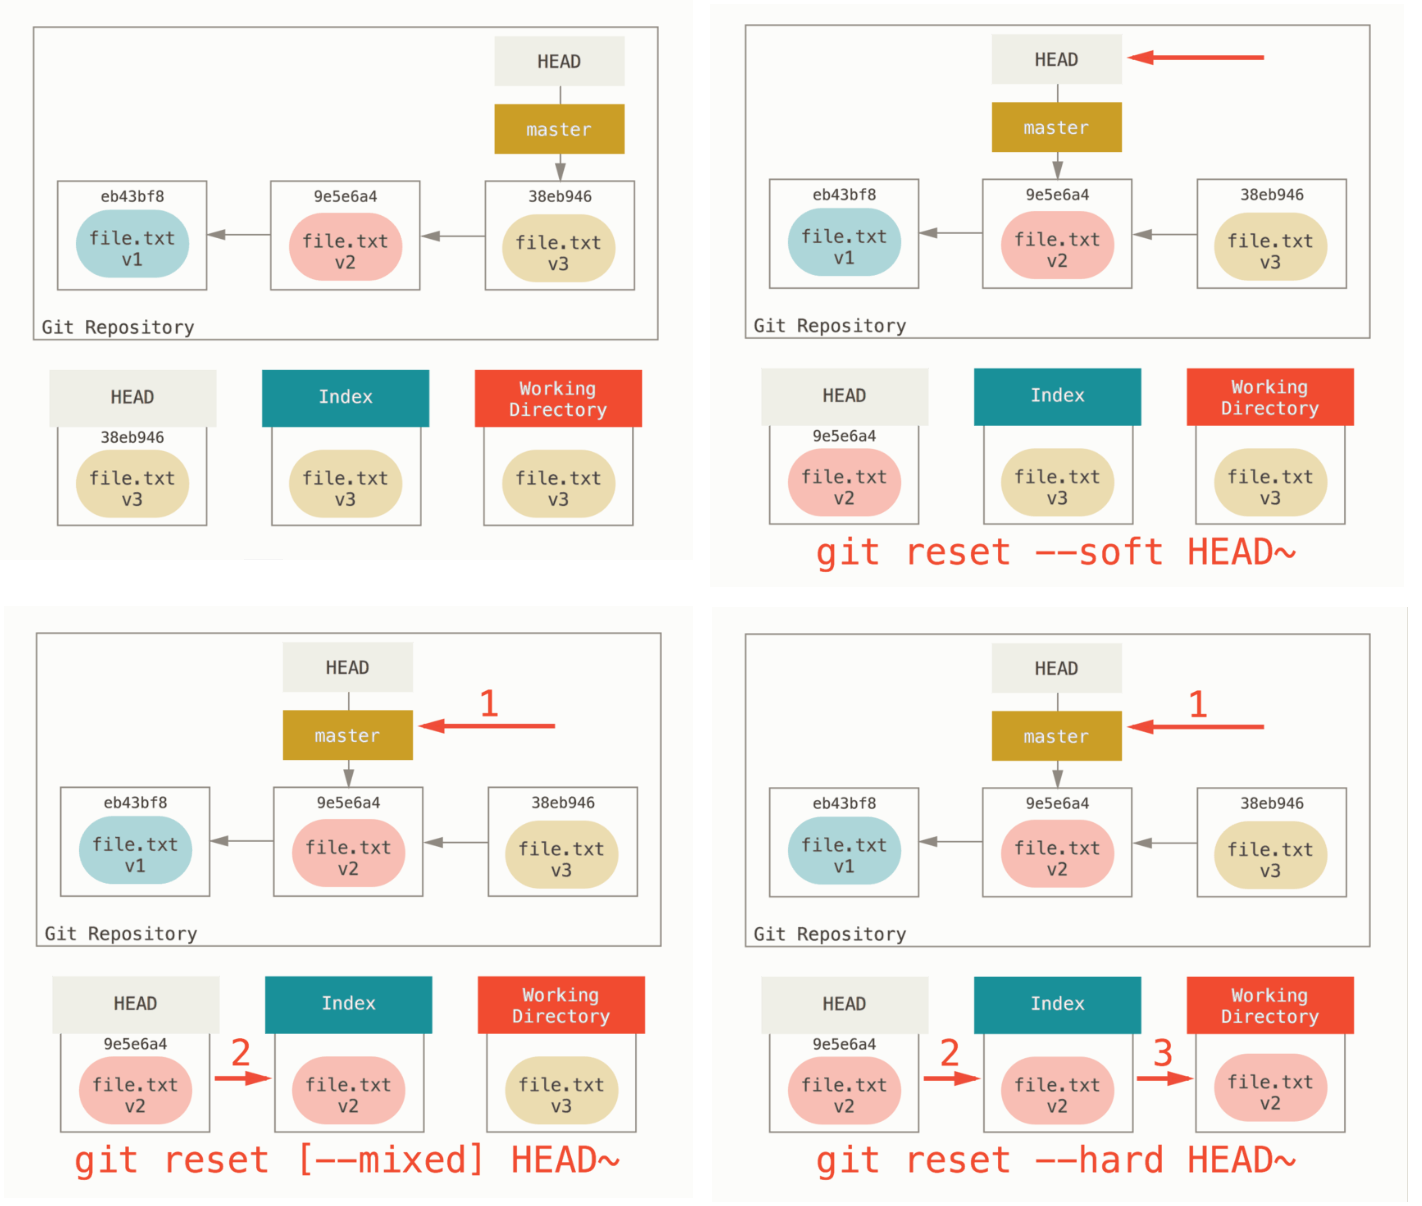 HEAD
master
eb43bf8
9e5e6a4
38eb946
file.txt
v1
file.txt
v2
file.txt
v3
Git Repository
HEAD
Index
Working
Directory
38eb946
file.txt
v3
file.txt
v3
file.txt
v3
HEAD
master
eb43bf8
9e5e6a4
38eb946
file.txt
v1
file.txt
v2
file.txt
v3
Git Repository
HEAD
Index
Working
Directory
9e5e6a4
file.txt
v2
file.txt
v3
file.txt
v3
git reset --soft HEAD~
HEAD
1
master
eb43bf8
9e5e6a4
38eb946
file.txt
v1
file.txt
v2
file.txt
v3
Git Repository
HEAD
Index
Working
Directory
9e5e6a4
2
file.txt
v2
file.txt
v2
file.txt
v3
git reset [--mixed] HEAD~
HEAD
1
master
eb43bf8
9e5e6a4
38eb946
file.txt
v1
file.txt
v2
file.txt
v3
Git Repository
HEAD
Index
Working
Directory
9e5e6a4
2
3
file.txt
v2
file.txt
v2
file.txt
v2
git reset --hard HEAD~